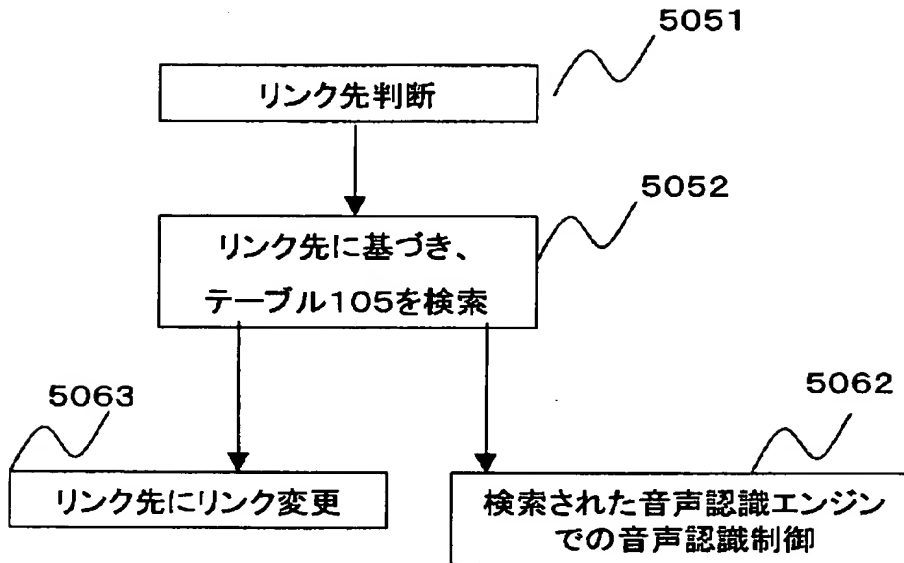 5051
リンク先判断
5052
リンク先に基づき、
テーブル105を検索
5063
リンク先にリンク変更
5062
検索された音声認識エンジン
での音声認識制御